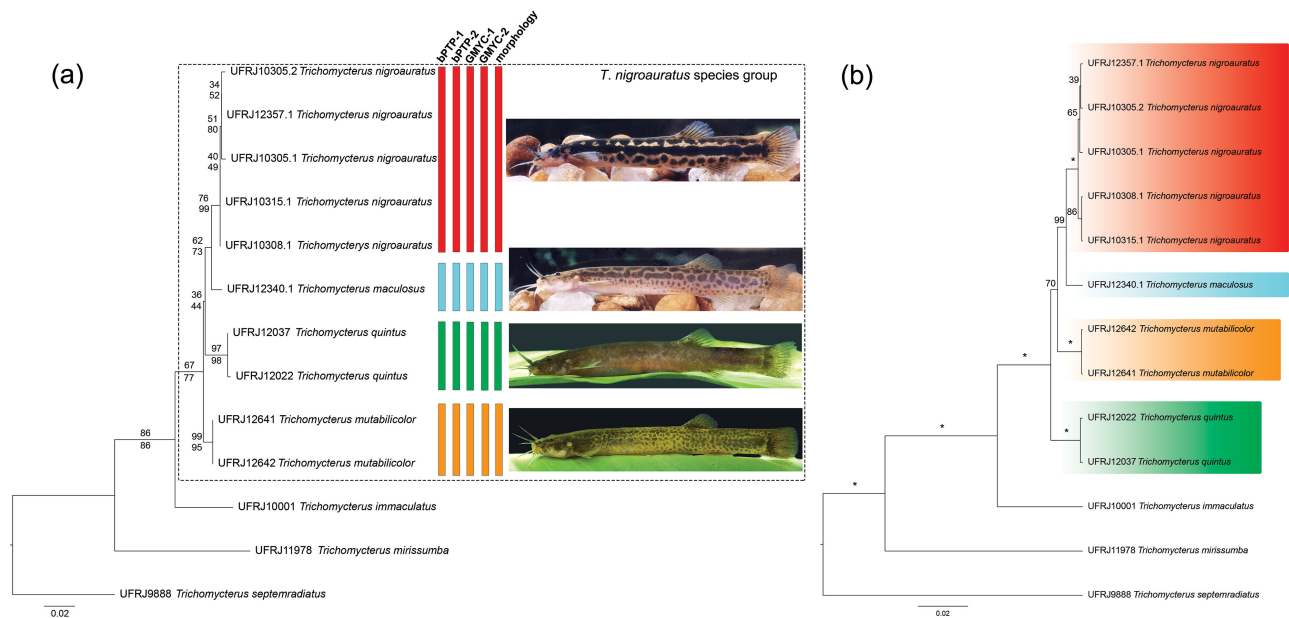 (a)
bPTP-1
bPTP-2
GMYC-1
GMYC-2
morphology
T. nigroauratus species group
UFRJ10305.2 Trichomycterus nigroauratus
34
52
UFRJ12357.1 Trichomycterus nigroauratus
51
80
UFRJ10305.1 Trichomycterus nigroauratus
40
49
UFRJ10315.1 Trichomycterus nigroauratus
76
99
UFRJ10308.1 Trichomycterys nigroauratus
62
73
UFRJ12340.1 Trichomycterus maculosus
36
44
UFRJ12037 Trichomycterus quintus
97
98
UFRJ12022 Trichomycterus quintus
67
77
UFRJ12641 Trichomycterus mutabilicolor
99
95
UFRJ12642 Trichomycterus mutabilicolor
86
86
UFRJ10001 Trichomycterus immaculatus
UFRJ11978 Trichomycterus mirissumba
UFRJ9888 Trichomycterus septemradiatus
0.02
(b)
UFRJ12357.1 Trichomycterus nigroauratus
39
UFRJ10305.2 Trichomycterus nigroauratus
65
UFRJ10305.1 Trichomycterus nigroauratus
*
UFRJ10308.1 Trichomycterus nigroauratus
86
UFRJ10315.1 Trichomycterus nigroauratus
99
UFRJ12340.1 Trichomycterus maculosus
70
UFRJ12642 Trichomycterus mutabilicolor
*
UFRJ12641 Trichomycterus mutabilicolor
*
UFRJ12022 Trichomycterus quintus
*
UFRJ12037 Trichomycterus quintus
*
UFRJ10001 Trichomycterus immaculatus
*
UFRJ11978 Trichomycterus mirissumba
UFRJ9888 Trichomycterus septemradiatus
0.02